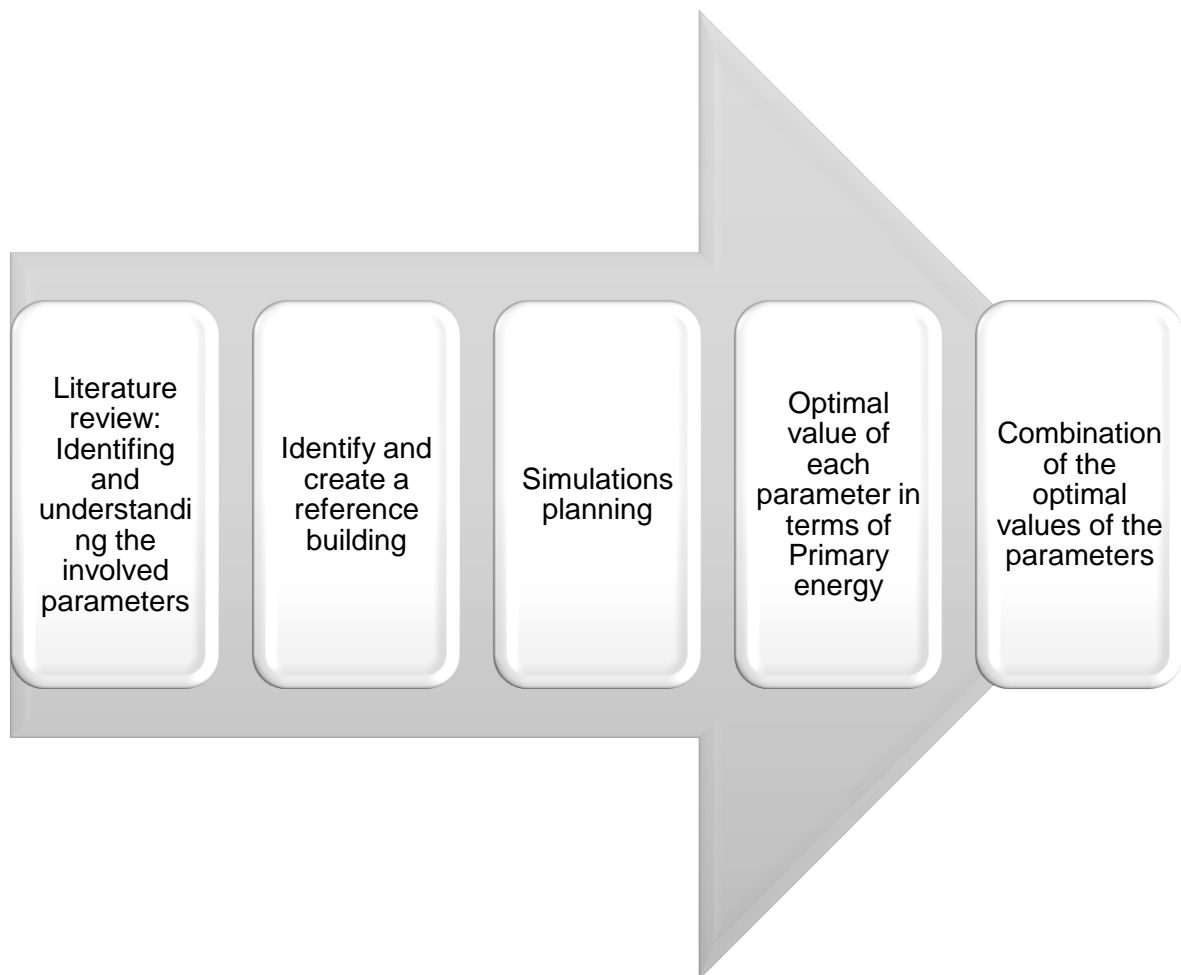 Literature
review:
Identifing
and
understandi
ng the
involved
parameters
Identify and
create a
reference
building
Simulations
planning
Optimal
value of
each
parameter in
terms of
Primary
energy
Combination
of the
optimal
values of the
parameters